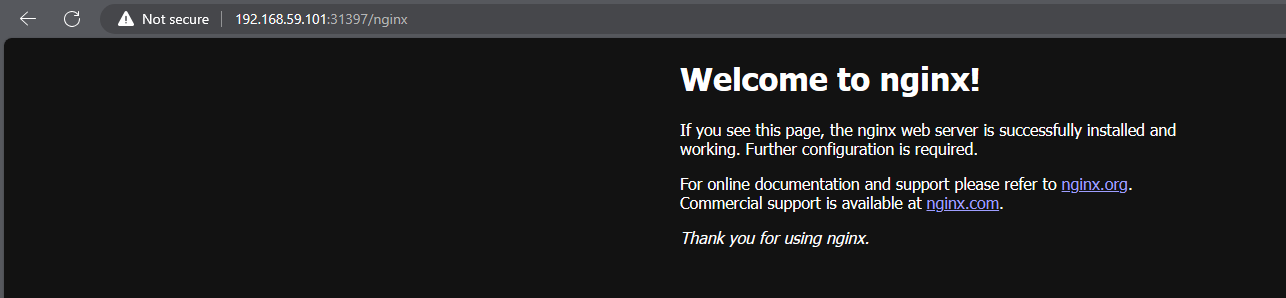 Not secure 192.168.59.101:31397/nginx
Welcome to nginx!
If you see this page, the nginx web server is successfully installed and
working. Further configuration is required.
For online documentation and support please refer to nginx.org.
Commercial support is available at nginx.com.
Thank you for using nginx.